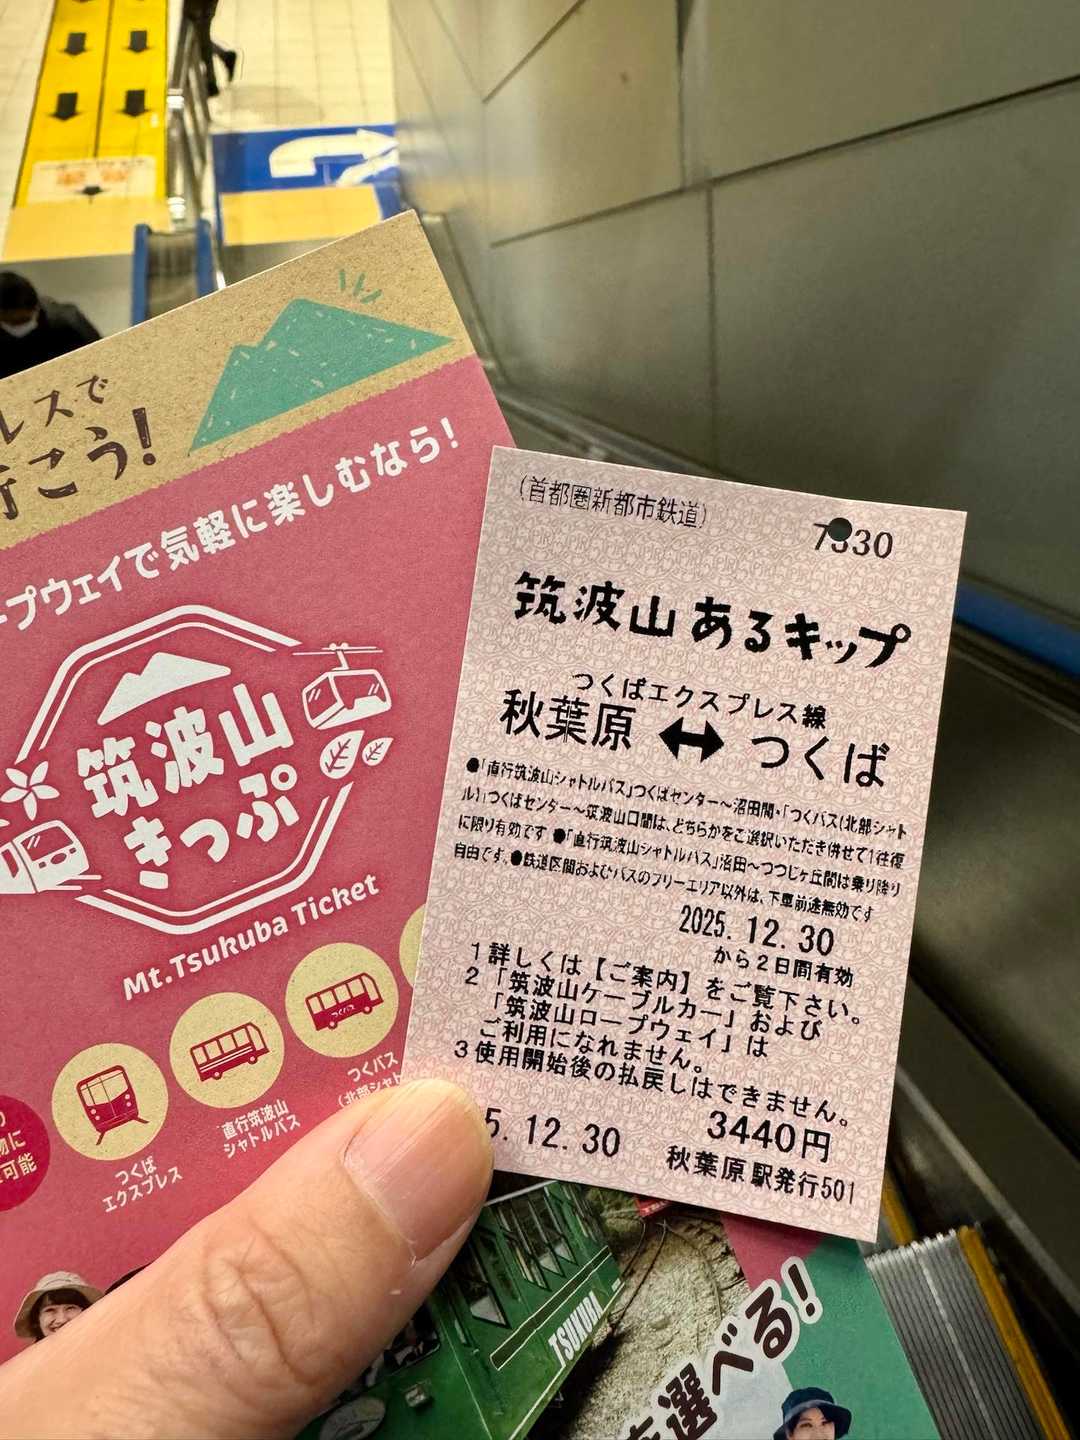 レスで
行こう!
ープウェイで気軽に楽しむなら!
筑波山
きっぷ
Mt.Tsukuba Ticket
つくば
エクスプレス
直行筑波山
シャトルバス
つくバス
(北部シャト
物に
可能
(首都圏新都市鉄道)
7330
筑波山あるキップ
つくばエクスプレス線
秋葉原 ↔ つくば
●「直行筑波山シャトルバス」つくばセンター〜沼田間・「つくバス(北部シャト
ル)」つくばセンター〜筑波山口間は、どちらかをご選択いただき併せて1往復
に限り有効です ●「直行筑波山シャトルバス」沼田〜つつじヶ丘間は乗り降り
自由です。●鉄道区間およびバスのフリーエリア以外は、下車前途無効です
2025.12.30
から2日間有効
1 詳しくは【ご案内】をご覧下さい。
2 「筑波山ケーブルカー」および
「筑波山ロープウェイ」は
ご利用になれません。
3 使用開始後の払戻しはできません。
3440円
5.12.30
秋葉原駅発行501
TSUKUBA
選べる!